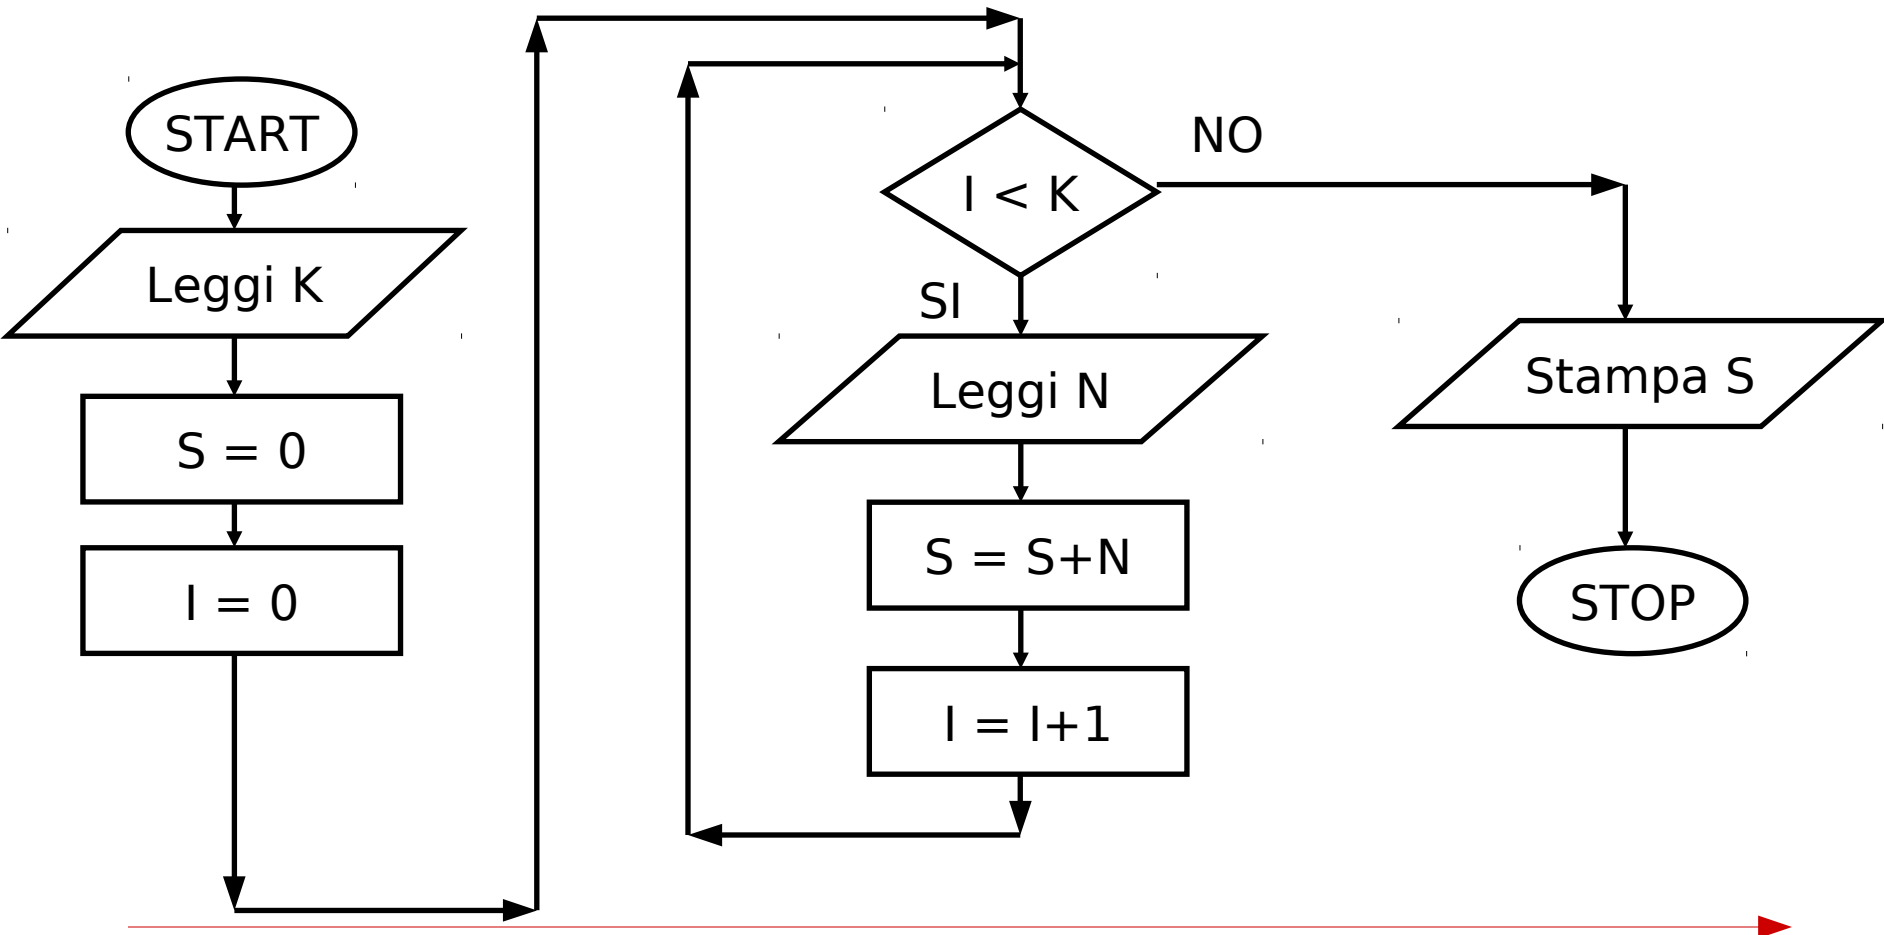 START
Leggi K
S = 0
I = 0
I < K
NO
SI
Leggi N
S = S+N
I = I+1
Stampa S
STOP